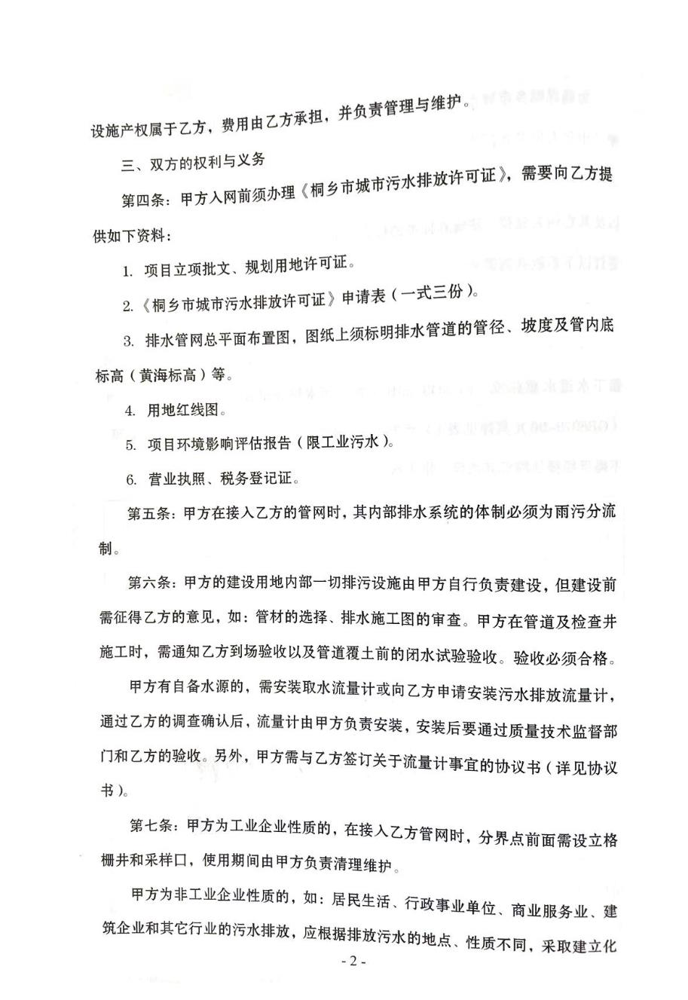 设施产权属于乙方，费用由乙方承担，并负责管理与维护。
三、双方的权利与义务
第四条：甲方入网前须办理《桐乡市城市污水排放许可证》，需要向乙方提
供如下资料：
1. 项目立项批文、规划用地许可证。
2.《桐乡市城市污水排放许可证》申请表（一式三份）。
3. 排水管网总平面布置图，图纸上须标明排水管道的管径、坡度及管内底
标高（黄海标高）等。
4. 用地红线图。
5. 项目环境影响评估报告（限工业污水）。
6. 营业执照、税务登记证。
第五条：甲方在接入乙方的管网时，其内部排水系统的体制必须为雨污分流
制。
第六条：甲方的建设用地内部一切排污设施由甲方自行负责建设，但建设前
需征得乙方的意见，如：管材的选择、排水施工图的审查。甲方在管道及检查井
施工时，需通知乙方到场验收以及管道覆土前的闭水试验验收。验收必须合格。
甲方有自备水源的，需安装取水流量计或向乙方申请安装污水排放流量计，
通过乙方的调查确认后，流量计由甲方负责安装，安装后要通过质量技术监督部
门和乙方的验收。另外，甲方需与乙方签订关于流量计事宜的协议书（详见协议
书）。
第七条：甲方为工业企业性质的，在接入乙方管网时，分界点前面需设立格
栅井和采样口，使用期间由甲方负责清理维护。
甲方为非工业企业性质的，如：居民生活、行政事业单位、商业服务业、建
筑企业和其它行业的污水排放，应根据排放污水的地点、性质不同，采取建立化
- 2 -